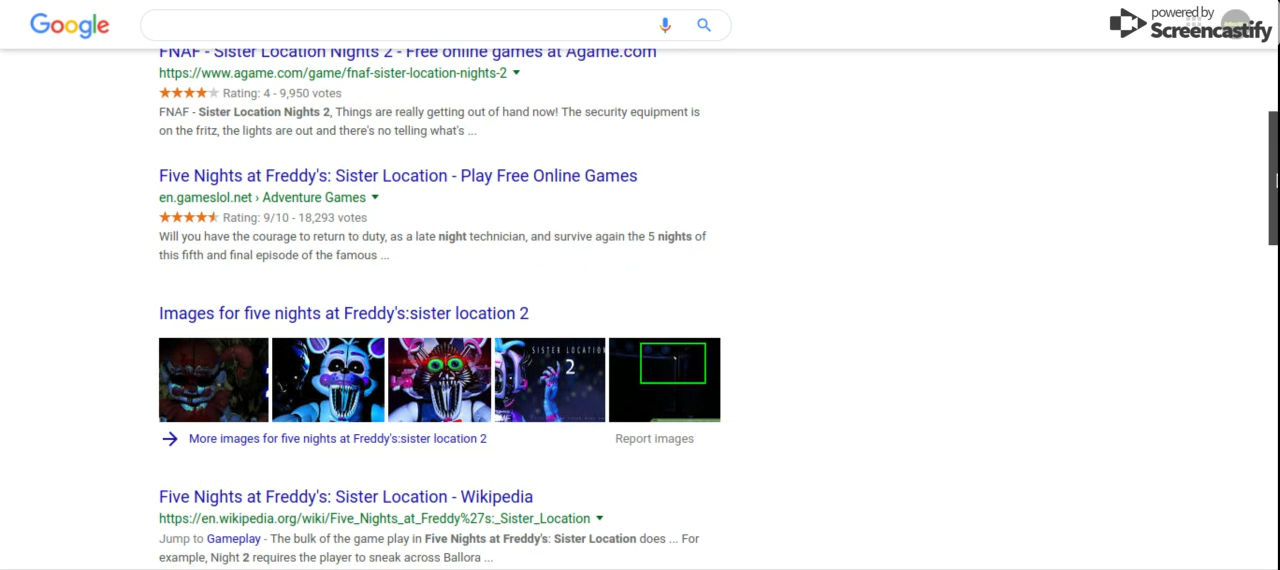 Google
powered by
Screencastify
FNAF - Sister Location Nights 2 - Free online games at Agame.com
https://www.agame.com/game/fnaf-sister-location-nights-2
Rating: 4 - 9,950 votes
FNAF - Sister Location Nights 2, Things are really getting out of hand now! The security equipment is
on the fritz, the lights are out and there's no telling what's ...
Five Nights at Freddy's: Sister Location - Play Free Online Games
en.gameslol.net › Adventure Games
Rating: 9/10 - 18,293 votes
Will you have the courage to return to duty, as a late night technician, and survive again the 5 nights of
this fifth and final episode of the famous ...
Images for five nights at Freddy's:sister location 2
SISTER LOCATION
2
More images for five nights at Freddy's:sister location 2
Report images
Five Nights at Freddy's: Sister Location - Wikipedia
https://en.wikipedia.org/wiki/Five_Nights_at_Freddy%27s:_Sister_Location
Jump to Gameplay - The bulk of the game play in Five Nights at Freddy's: Sister Location does ... For
example, Night 2 requires the player to sneak across Ballora ...